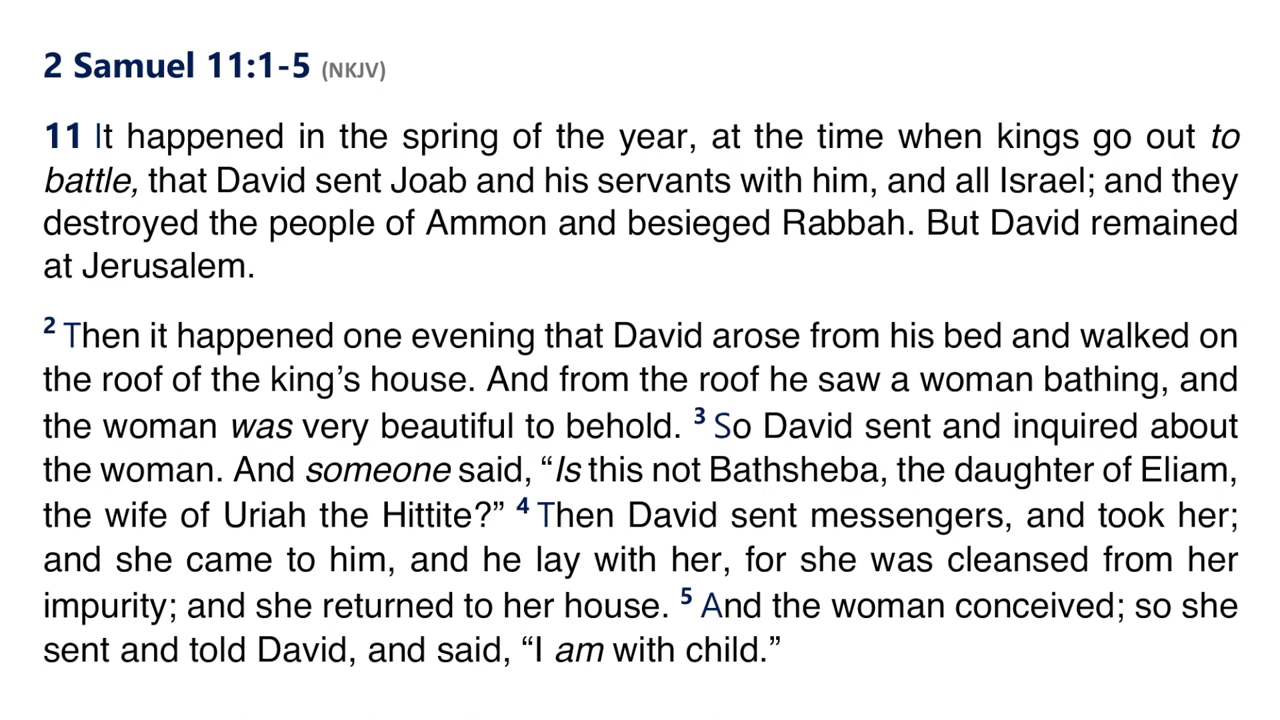 2 Samuel 11:1-5 (NKJV)
11 It happened in the spring of the year, at the time when kings go out to
battle, that David sent Joab and his servants with him, and all Israel; and they
destroyed the people of Ammon and besieged Rabbah. But David remained
at Jerusalem.
2 Then it happened one evening that David arose from his bed and walked on
the roof of the king’s house. And from the roof he saw a woman bathing, and
the woman was very beautiful to behold. 3 So David sent and inquired about
the woman. And someone said, “Is this not Bathsheba, the daughter of Eliam,
the wife of Uriah the Hittite?” 4 Then David sent messengers, and took her;
and she came to him, and he lay with her, for she was cleansed from her
impurity; and she returned to her house. 5 And the woman conceived; so she
sent and told David, and said, “I am with child.”